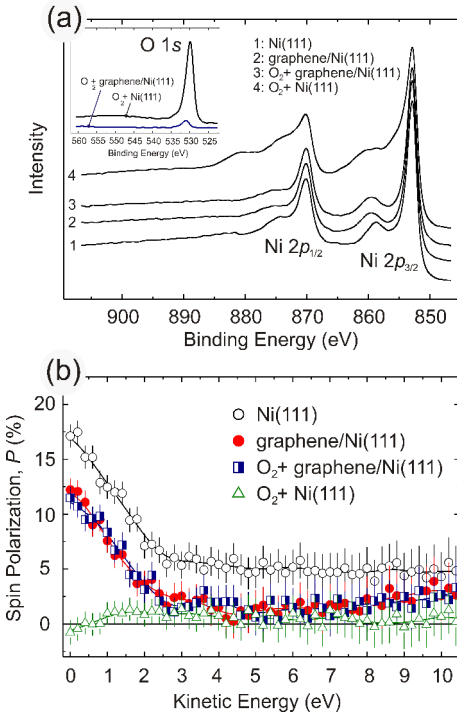 (a)
O 1s
O₂+ graphene/Ni(111)
O₂+ Ni(111)
560 555 550 545 540 535 530 525
Binding Energy (eV)
1: Ni(111)
2: graphene/Ni(111)
3: O₂+ graphene/Ni(111)
4: O₂+ Ni(111)
Intensity
4
3
2
1
Ni 2p₁/₂
Ni 2p₃/₂
900 890 880 870 860 850
Binding Energy (eV)
(b)
Spin Polarization, P (%)
20
15
10
5
0
Ni(111)
graphene/Ni(111)
O₂+ graphene/Ni(111)
O₂+ Ni(111)
0 1 2 3 4 5 6 7 8 9 10
Kinetic Energy (eV)